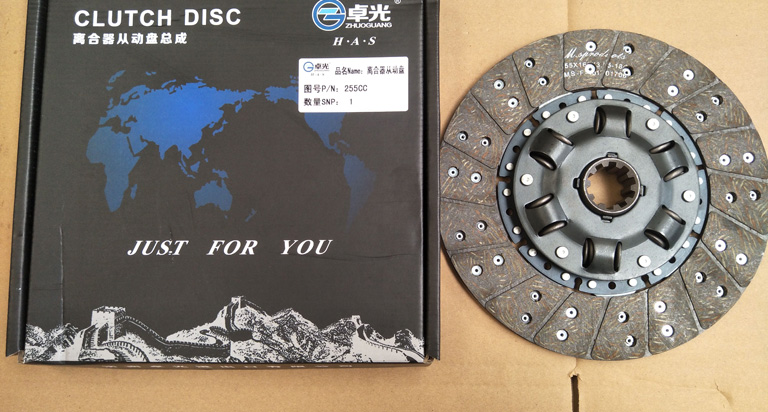 CLUTCH DISC
离合器从动盘总成
卓光
®
ZHUOGUANG
H·A·S
卓光
H·A·S
品名Name: 离合器从动盘
图号P/N: 255CC
数量SNP: 1
JUST FOR YOU